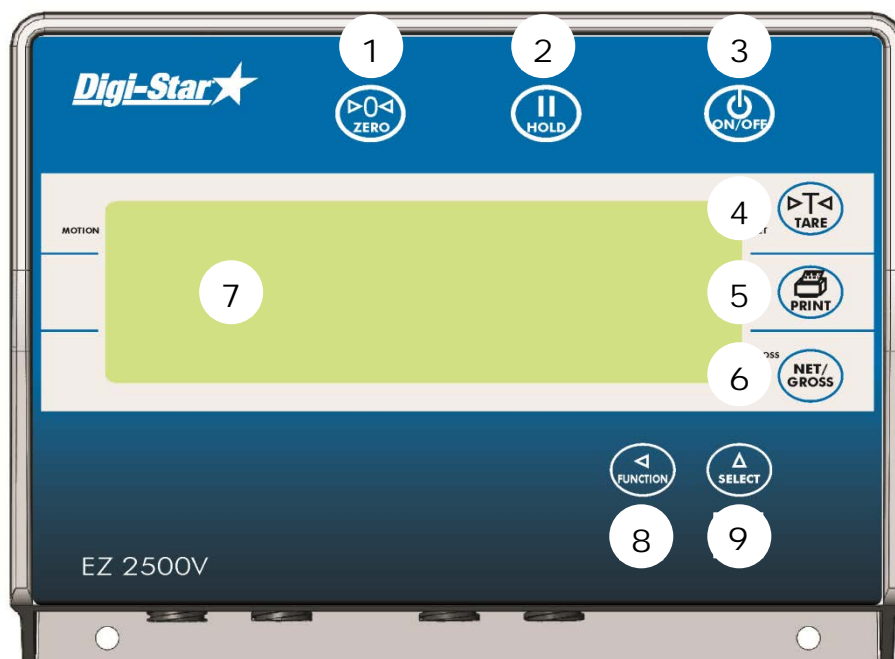 1 2 3
Digi-Star
0
ZERO
HOLD
ON/OFF
4
T
TARE
MOTION
7
5
PRINT
6
NET/
GROSS
FUNCTION
SELECT
8 9
EZ 2500V